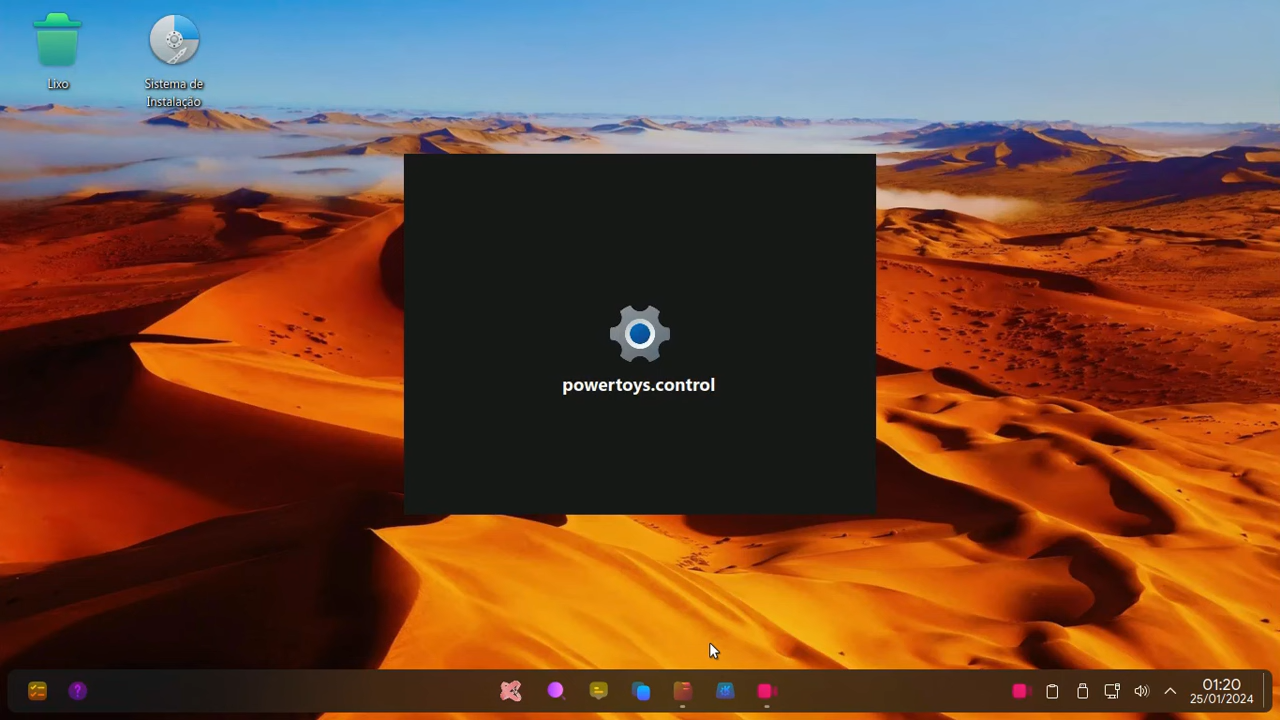 Lixo
Sistema de
Instalação
powertoys.control
?
01:20
25/01/2024